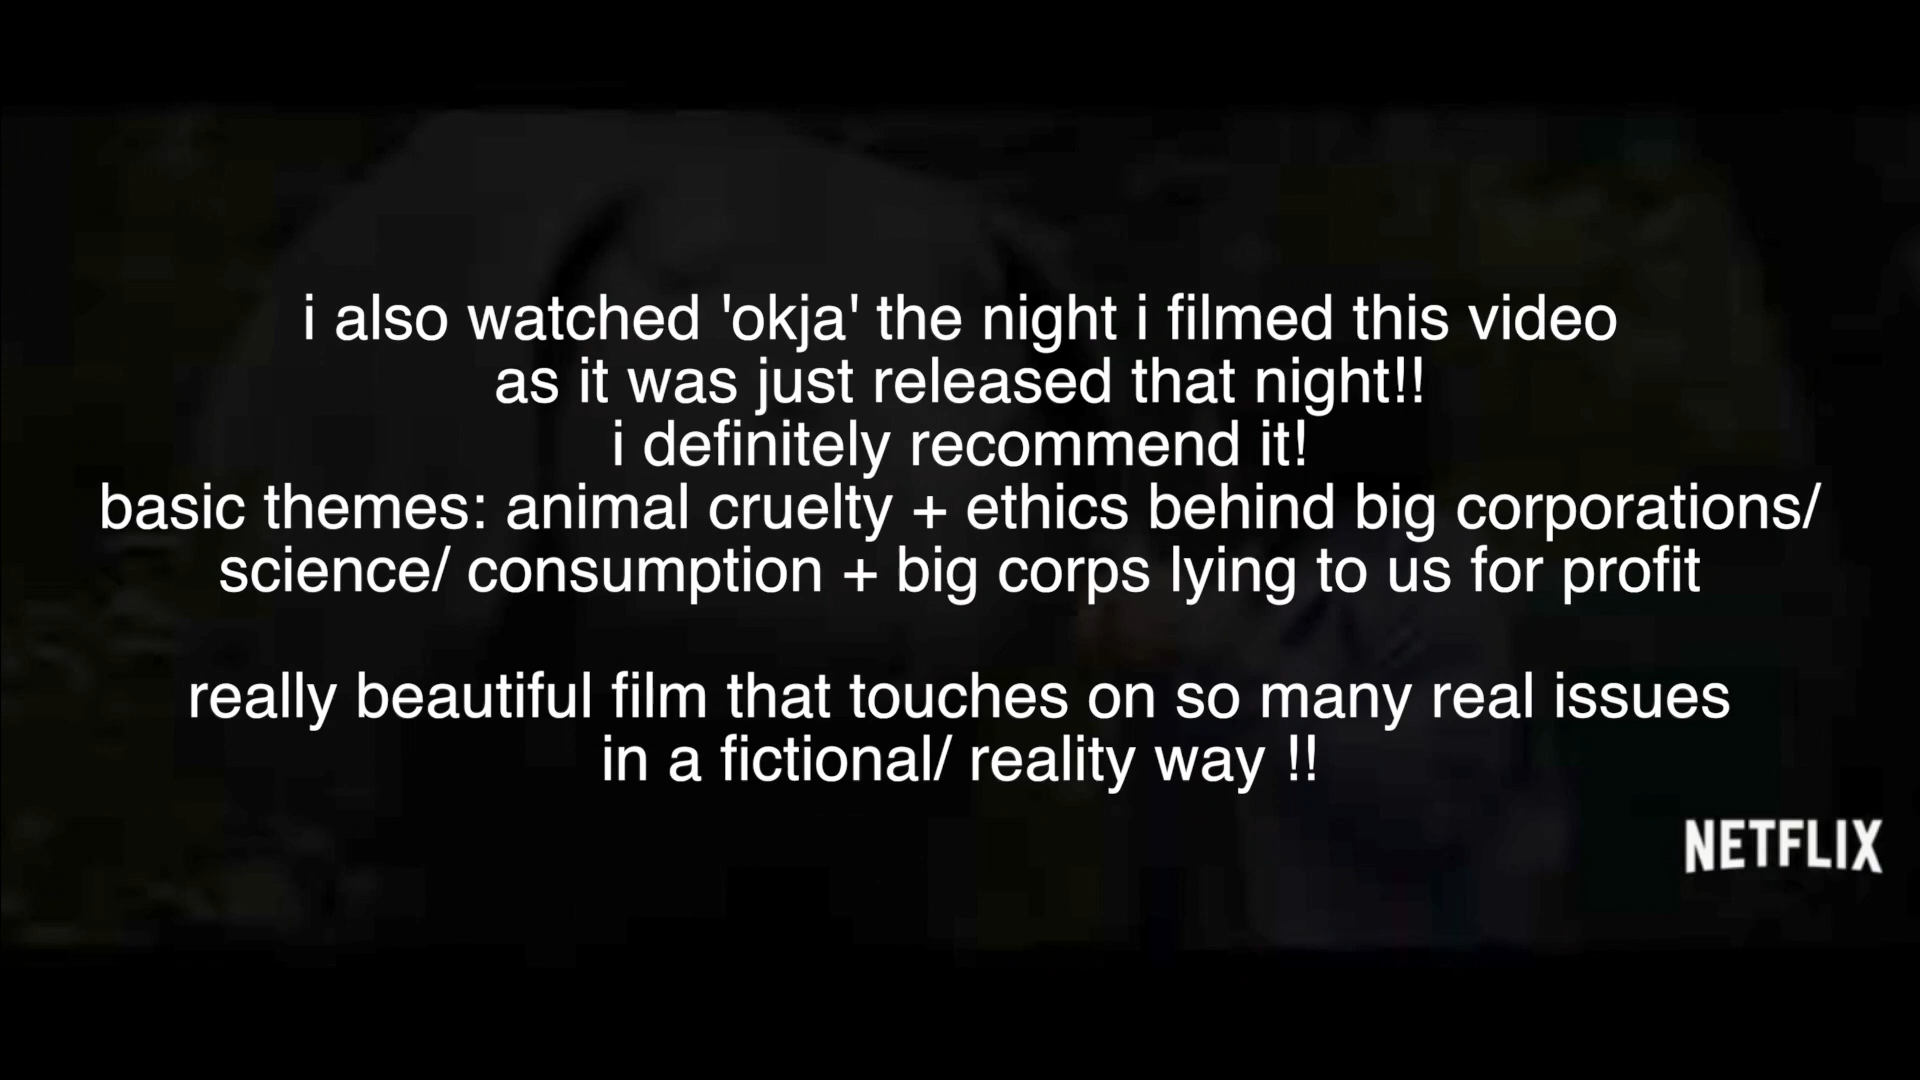 i also watched 'okja' the night i filmed this video
as it was just released that night!!
i definitely recommend it!
basic themes: animal cruelty + ethics behind big corporations/
science/ consumption + big corps lying to us for profit
really beautiful film that touches on so many real issues
in a fictional/ reality way !!
NETFLIX